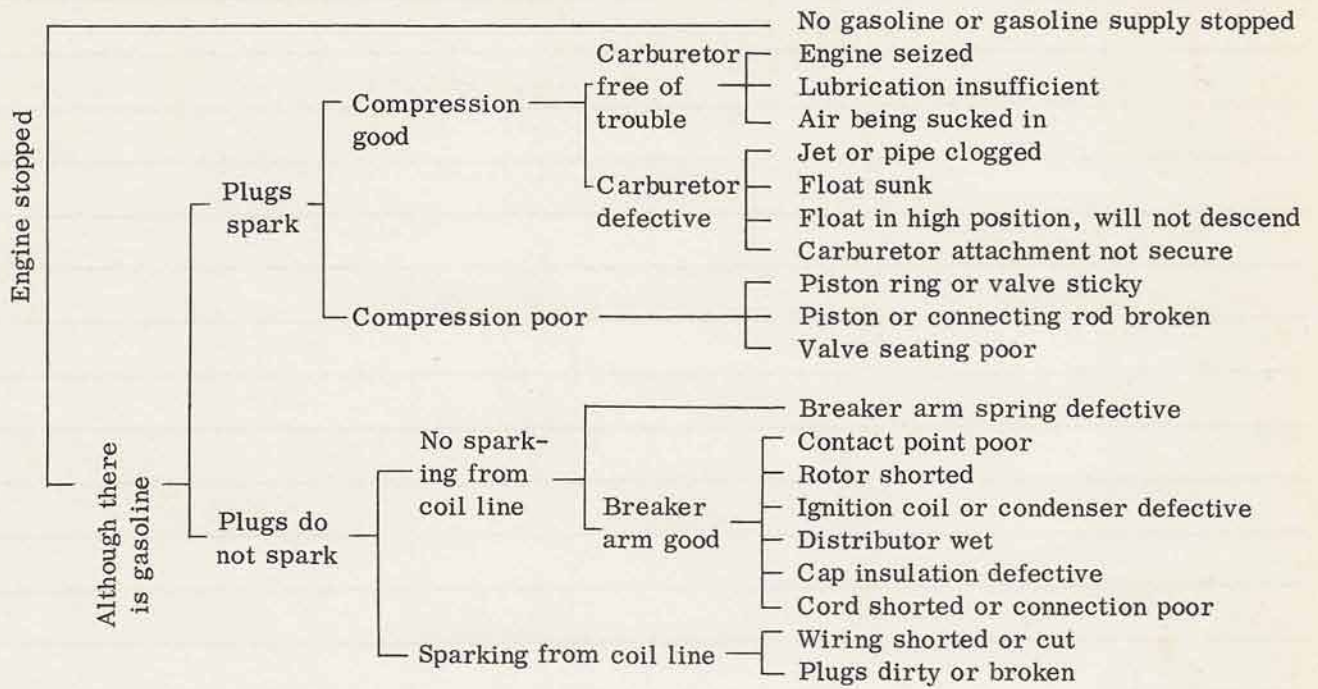 Engine stopped
No gasoline or gasoline supply stopped
Although there
is gasoline
Plugs
spark
Compression
good
Carburetor
free of
trouble
Engine seized
Lubrication insufficient
Air being sucked in
Carburetor
defective
Jet or pipe clogged
Float sunk
Float in high position, will not descend
Carburetor attachment not secure
Compression poor
Piston ring or valve sticky
Piston or connecting rod broken
Valve seating poor
Plugs do
not spark
No spark-
ing from
coil line
Breaker arm spring defective
Breaker
arm good
Contact point poor
Rotor shorted
Ignition coil or condenser defective
Distributor wet
Cap insulation defective
Cord shorted or connection poor
Sparking from coil line
Wiring shorted or cut
Plugs dirty or broken